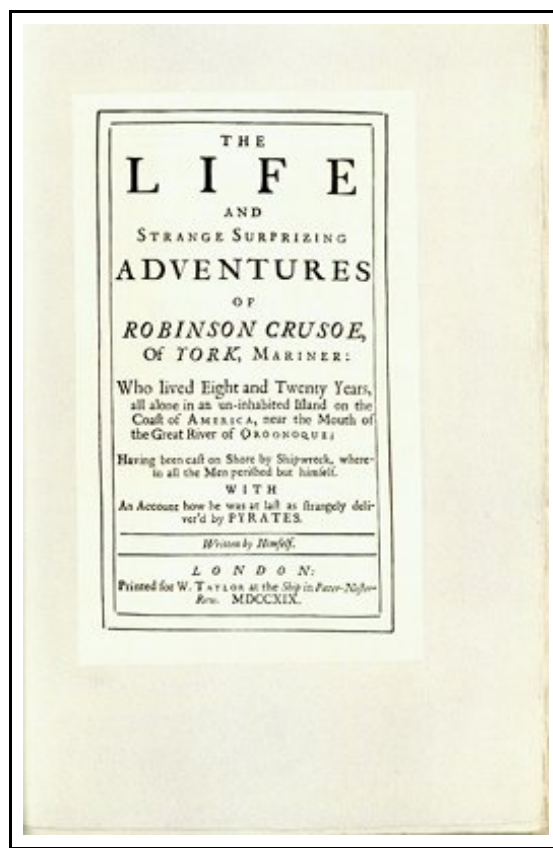 THE
LIFE
AND
STRANGE SURPRIZING
ADVENTURES
OF
ROBINSON CRUSOE,
Of YORK, MARINER:
Who lived Eight and Twenty Years,
all alone in an un-inhabited Iſland on the
Coaſt of AMERICA, near the Mouth of
the Great River of OROONOQUE;
Having been caſt on Shore by Shipwreck, where-
in all the Men periſhed but himſelf.
WITH
An Account how he was at laſt as ſtrangely deli-
ver'd by PYRATES.
Written by Himſelf.
LONDON:
Printed for W. TAYLOR at the Ship in Pater-Noſter-
Row. MDCCXIX.